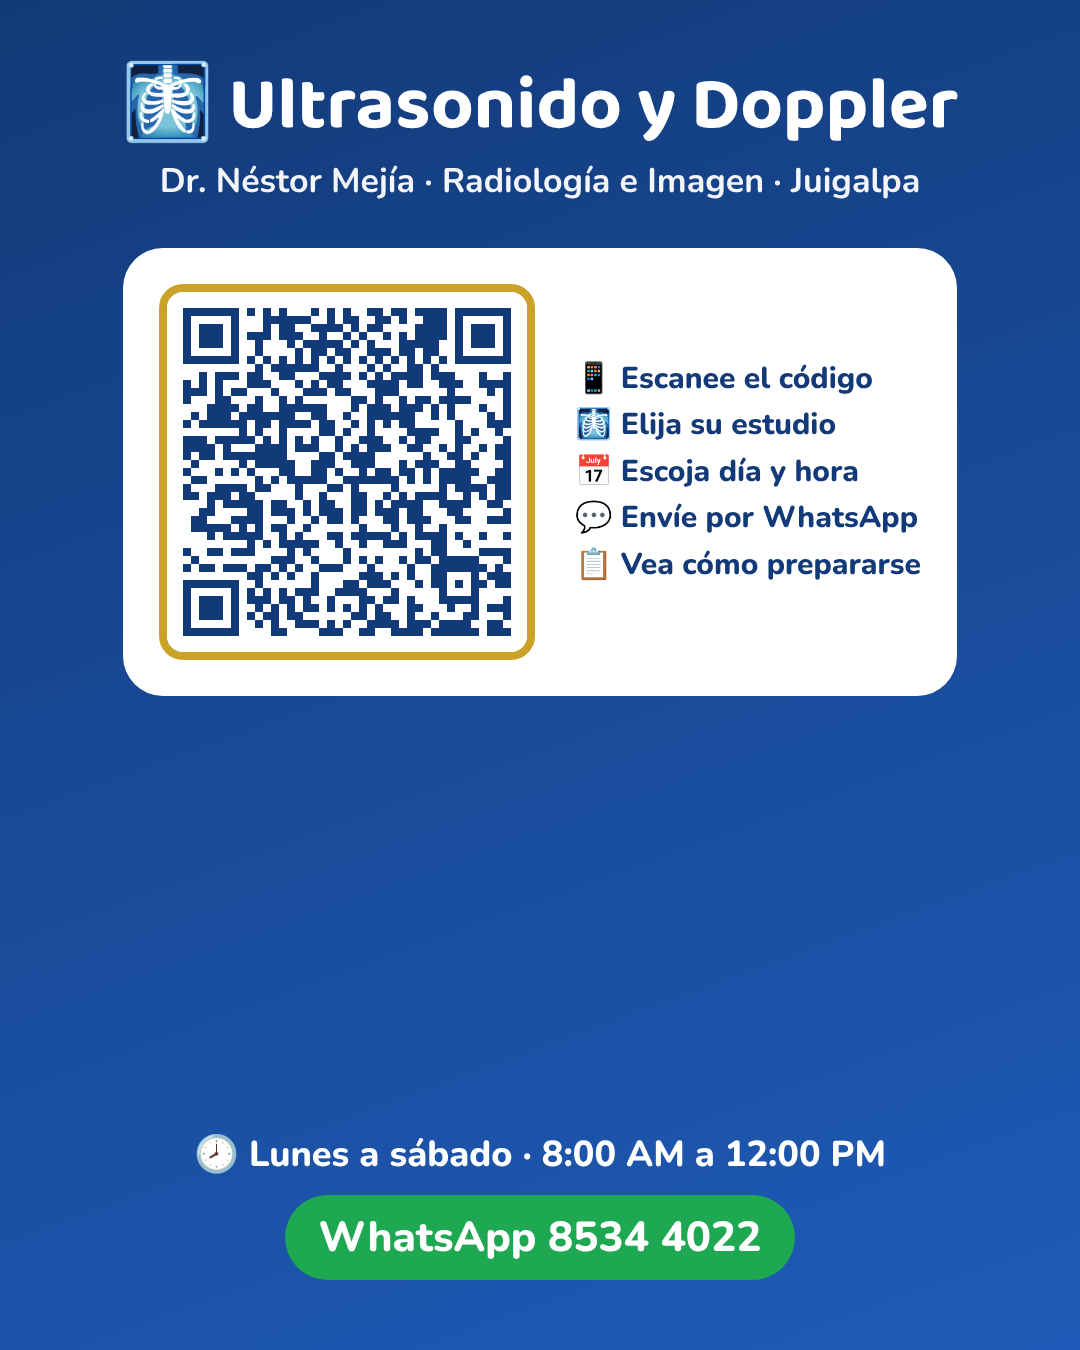 Ultrasonido y Doppler
Dr. Néstor Mejía · Radiología e Imagen · Juigalpa
Escanee el código
Elija su estudio
Escoja día y hora
Envíe por WhatsApp
Vea cómo prepararse
Lunes a sábado · 8:00 AM a 12:00 PM
WhatsApp 8534 4022